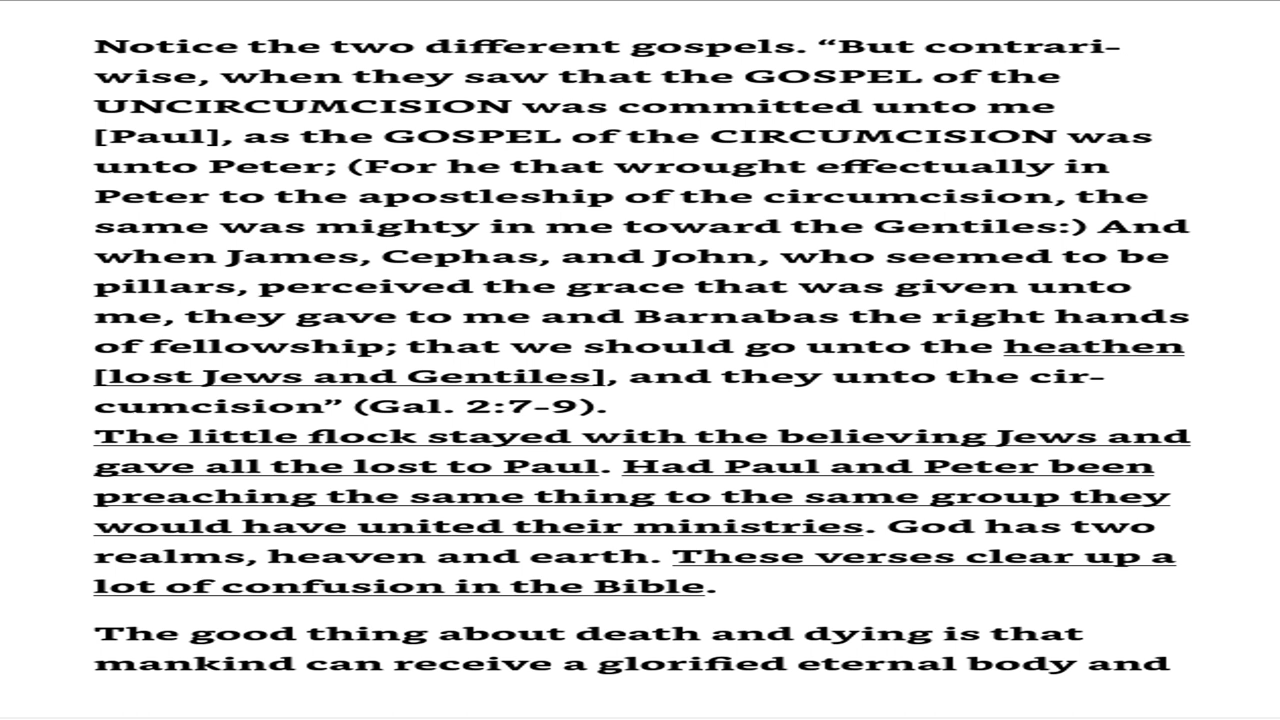 Notice the two different gospels. “But contrari-
wise, when they saw that the GOSPEL of the
UNCIRCUMCISION was committed unto me
[Paul], as the GOSPEL of the CIRCUMCISION was
unto Peter; (For he that wrought effectually in
Peter to the apostleship of the circumcision, the
same was mighty in me toward the Gentiles:) And
when James, Cephas, and John, who seemed to be
pillars, perceived the grace that was given unto
me, they gave to me and Barnabas the right hands
of fellowship; that we should go unto the heathen
[lost Jews and Gentiles], and they unto the cir-
cumcision” (Gal. 2:7-9).
The little flock stayed with the believing Jews and
gave all the lost to Paul. Had Paul and Peter been
preaching the same thing to the same group they
would have united their ministries. God has two
realms, heaven and earth. These verses clear up a
lot of confusion in the Bible.
The good thing about death and dying is that
mankind can receive a glorified eternal body and